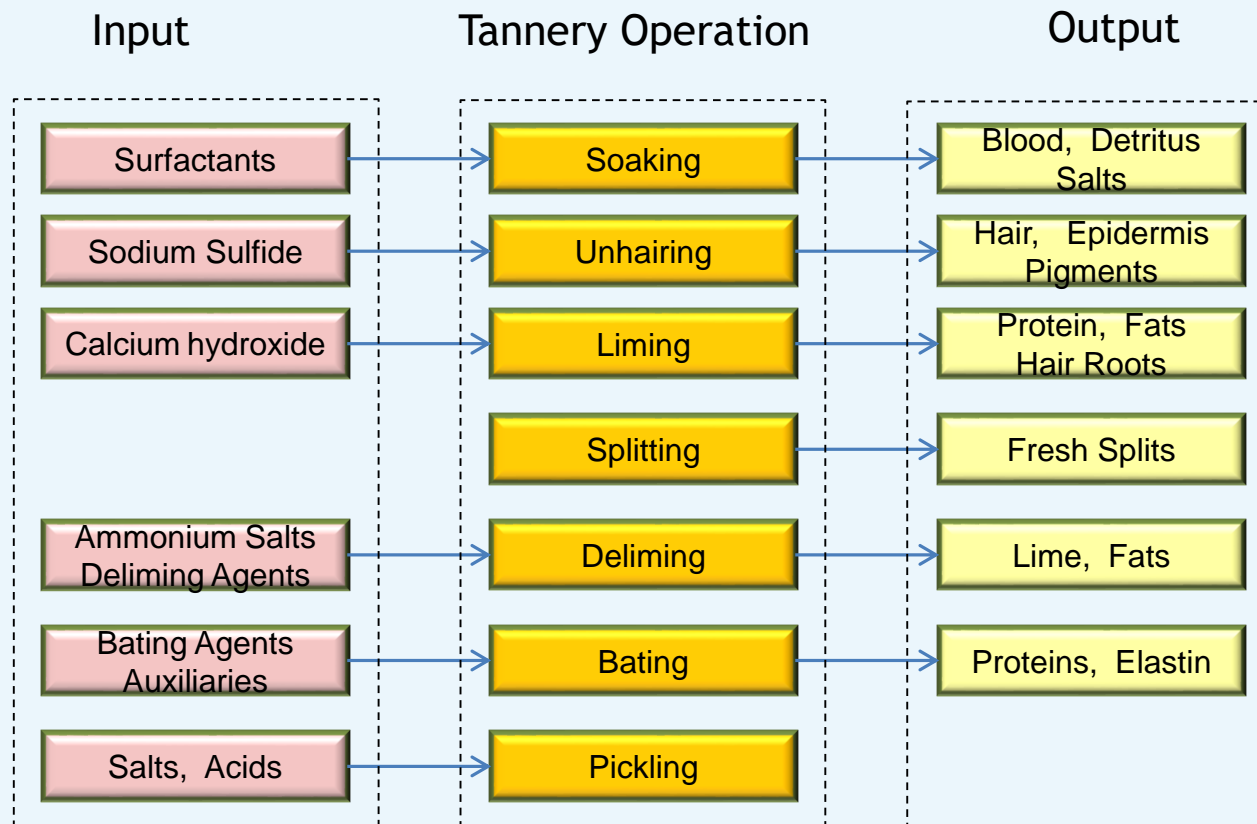 Input
Tannery Operation
Output
Surfactants
Soaking
Blood, Detritus
Salts
Sodium Sulfide
Unhairing
Hair, Epidermis
Pigments
Calcium hydroxide
Liming
Protein, Fats
Hair Roots
Splitting
Fresh Splits
Ammonium Salts
Deliming Agents
Deliming
Lime, Fats
Bating Agents
Auxiliaries
Bating
Proteins, Elastin
Salts, Acids
Pickling